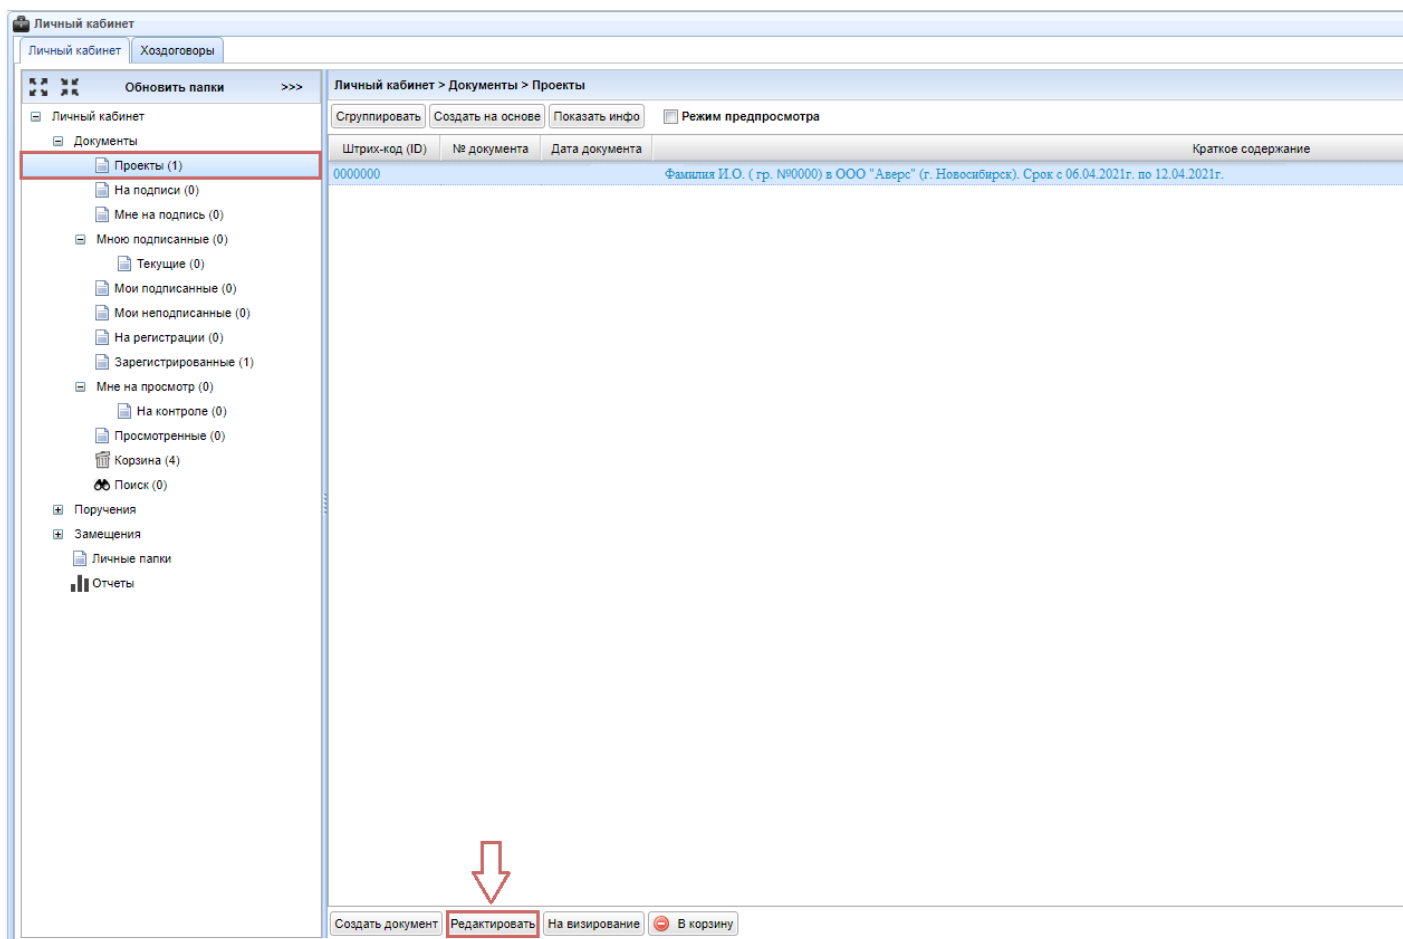 Личный кабинет
Личный кабинет Хоздоговоры
Обновить папки >>>
Личный кабинет
Документы
Проекты (1)
На подписи (0)
Мне на подпись (0)
Мною подписанные (0)
Текущие (0)
Мои подписанные (0)
Мои неподписанные (0)
На регистрации (0)
Зарегистрированные (1)
Мне на просмотр (0)
На контроле (0)
Просмотренные (0)
Корзина (4)
Поиск (0)
Поручения
Замещения
Личные папки
Отчеты
Личный кабинет > Документы > Проекты
Сгруппировать Создать на основе Показать инфо Режим предпросмотра
Штрих-код (ID) № документа Дата документа Краткое содержание
0000000 Фамилия И.О. ( гр. №0000) в ООО "Аверс" (г. Новосибирск). Срок с 06.04.2021г. по 12.04.2021г.
Создать документ Редактировать На визирование В корзину